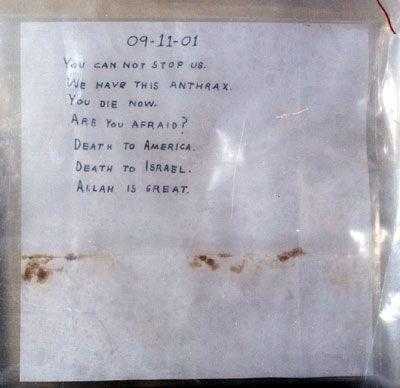 09-11-01
YOU CAN NOT STOP US.
WE HAVE THIS ANTHRAX.
YOU DIE NOW.
ARE YOU AFRAID?
DEATH TO AMERICA.
DEATH TO ISRAEL.
ALLAH IS GREAT.